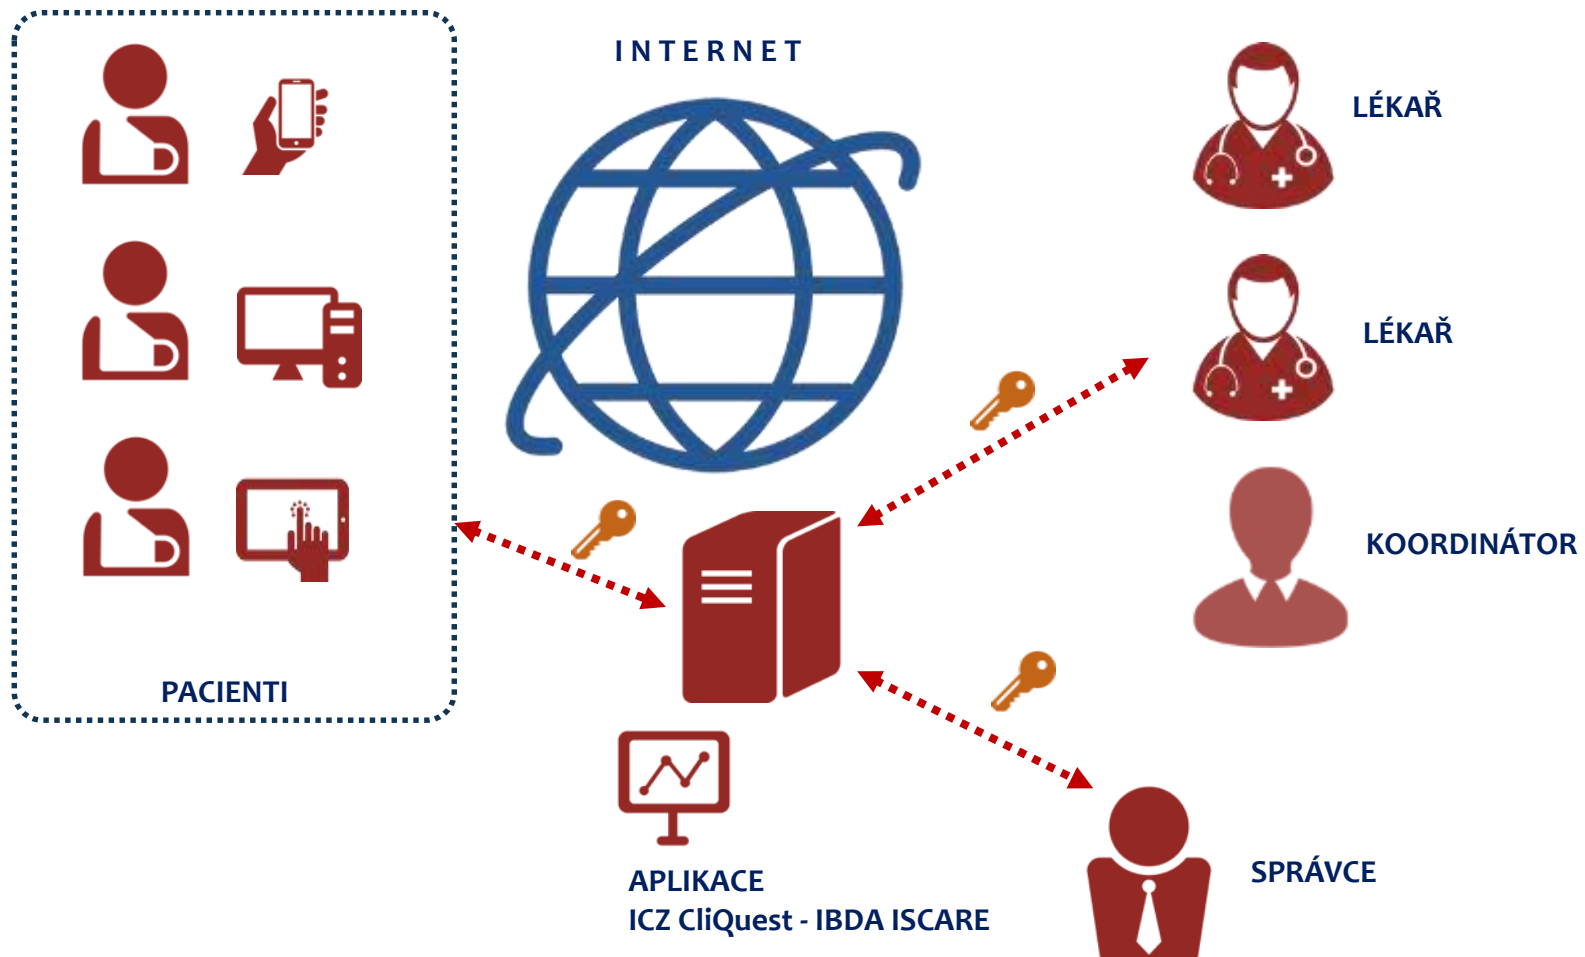 INTERNET
LÉKAŘ
LÉKAŘ
KOORDINÁTOR
PACIENTI
SPRÁVCE
APLIKACE
ICZ CliQuest - IBDA ISCARE